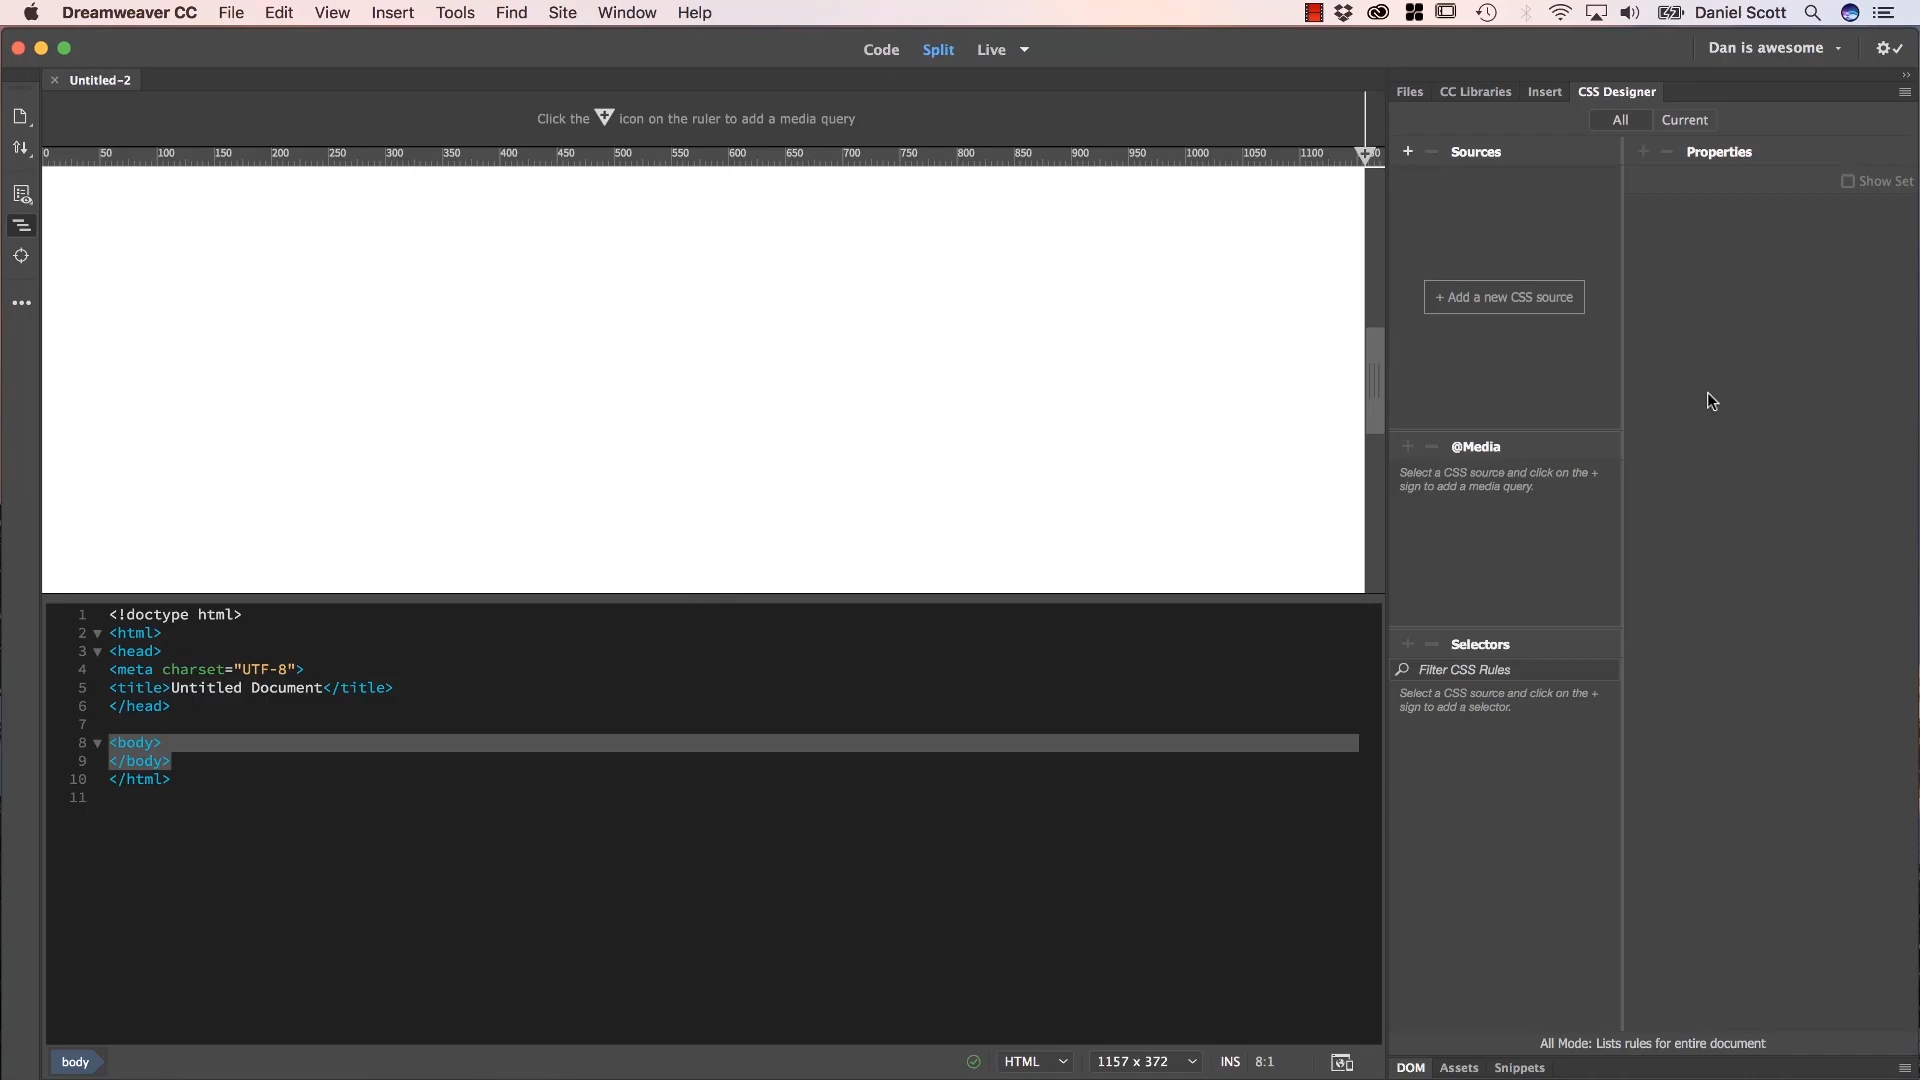 Dreamweaver CC File Edit View Insert Tools Find Site Window Help Daniel Scott
Code Split Live Dan is awesome
Untitled-2
Files CC Libraries Insert CSS Designer
Click the icon on the ruler to add a media query
All Current
0 50 100 150 200 250 300 350 400 450 500 550 600 650 700 750 800 850 900 950 1000 1050 1100
+ Sources
Properties
Show Set
+ Add a new CSS source
@Media
Select a CSS source and click on the +
sign to add a media query.
Selectors
Filter CSS Rules
Select a CSS source and click on the +
sign to add a selector.
1 <!doctype html>
2 <html>
3 <head>
4 <meta charset="UTF-8">
5 <title>Untitled Document</title>
6 </head>
7
8 <body>
9 </body>
10 </html>
11
All Mode: Lists rules for entire document
body HTML 1157 x 372 INS 8:1
DOM Assets Snippets